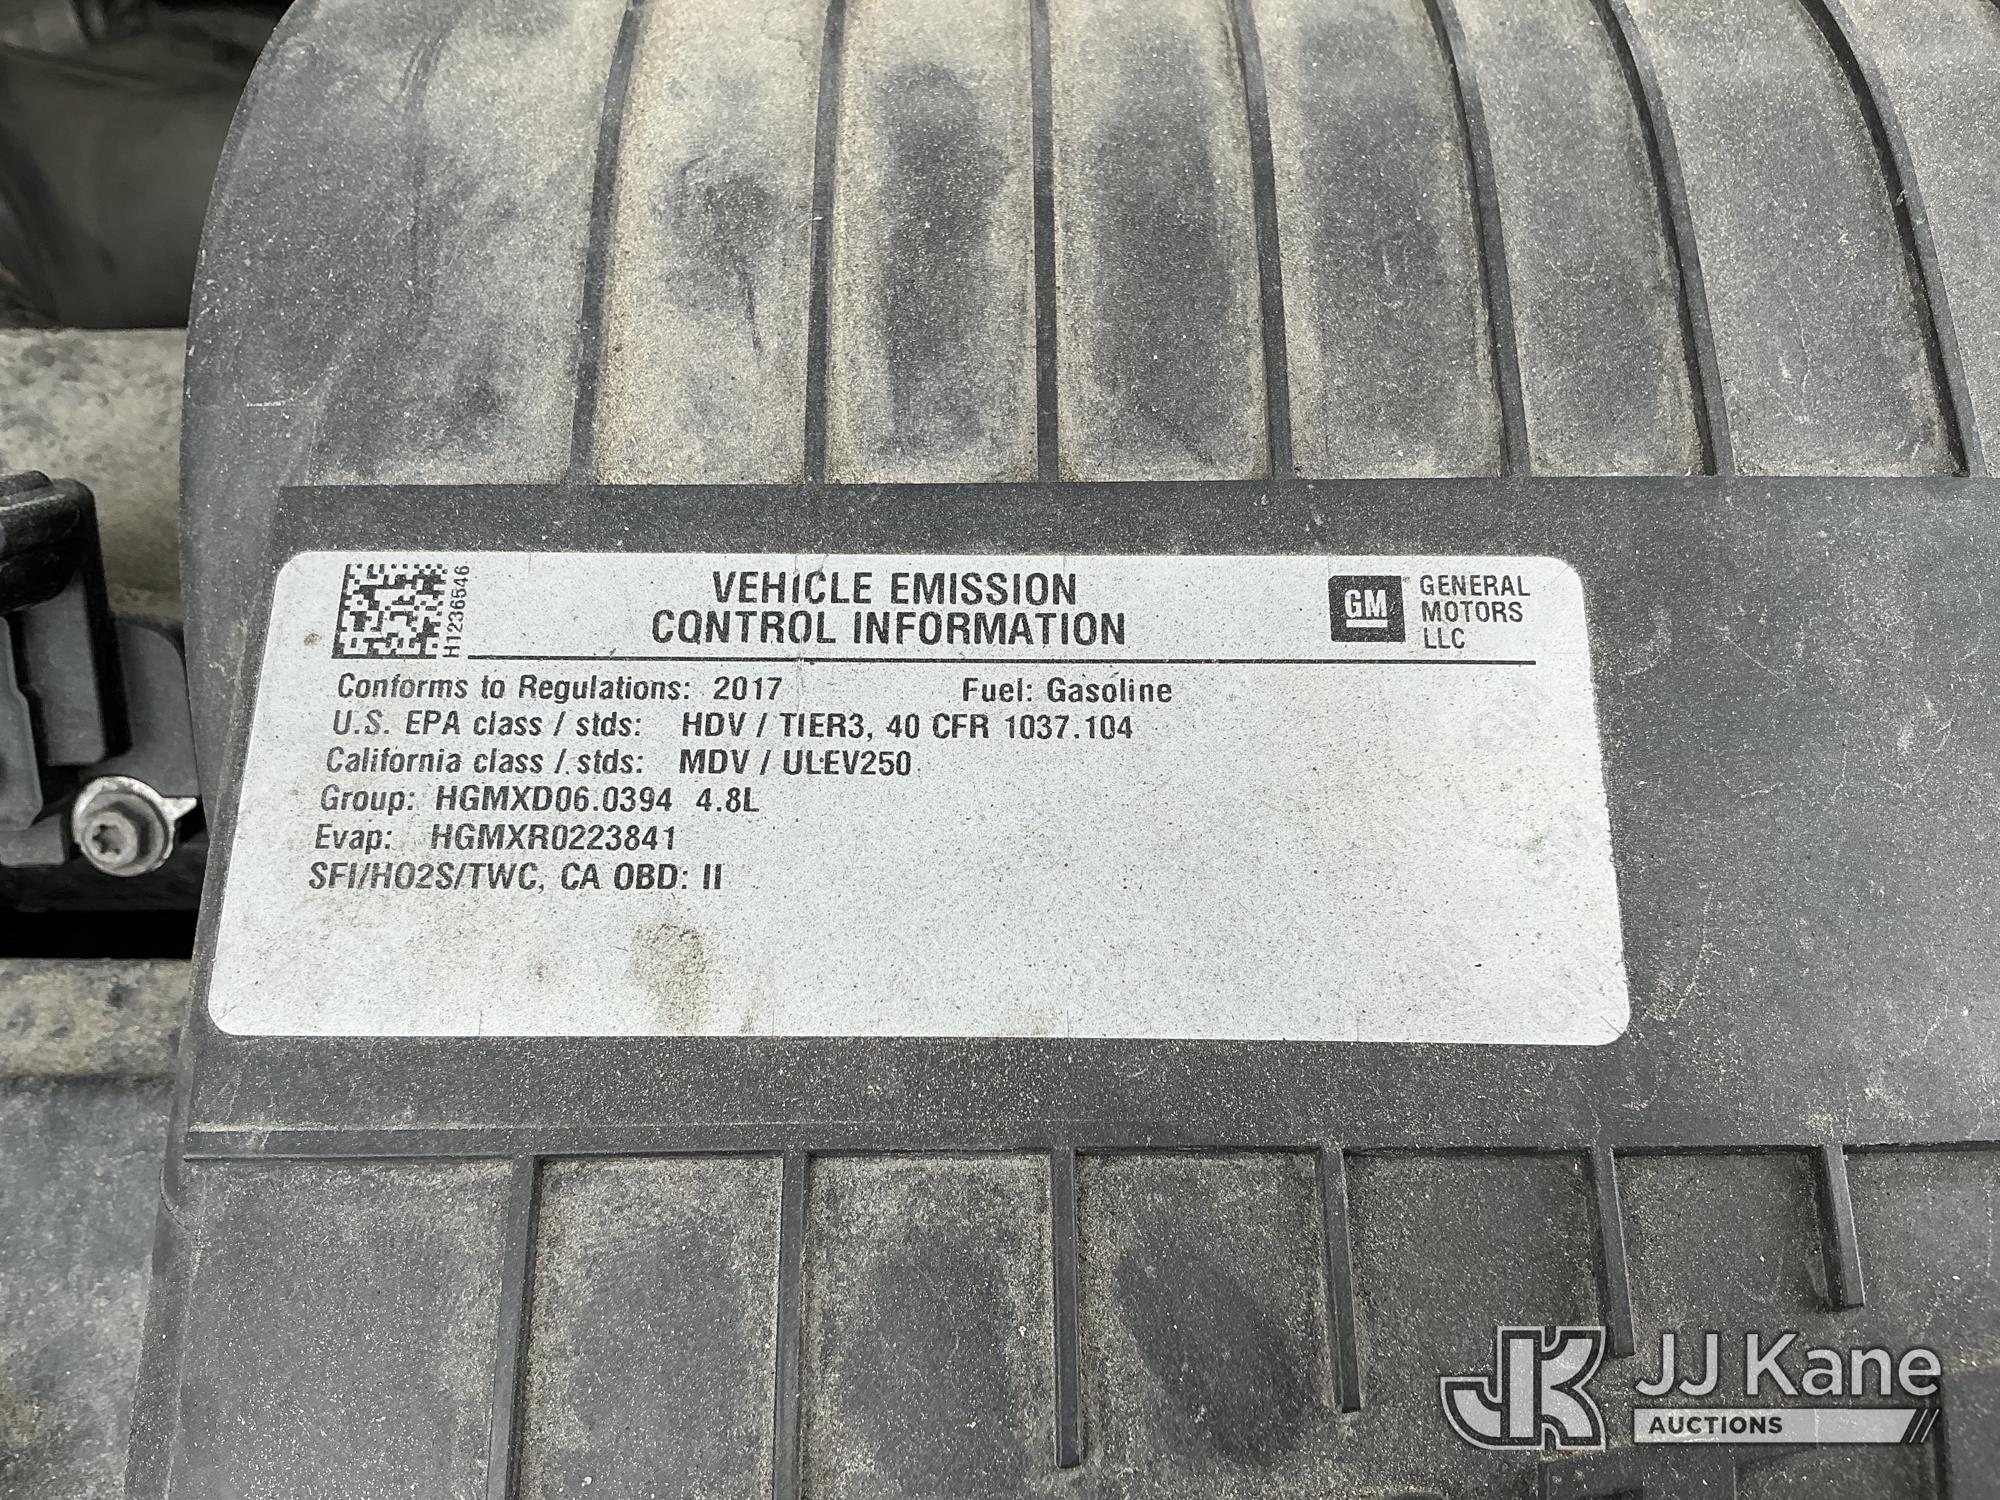 H1236546
VEHICLE EMISSION
CONTROL INFORMATION
GM
GENERAL
MOTORS
LLC
Conforms to Regulations: 2017 Fuel: Gasoline
U.S. EPA class / stds: HDV / TIER3, 40 CFR 1037.104
California class / stds: MDV / ULEV250
Group: HGMXD06.0394 4.8L
Evap: HGMXR0223841
SFI/HO2S/TWC, CA OBD: II
JK
JJ Kane
AUCTIONS